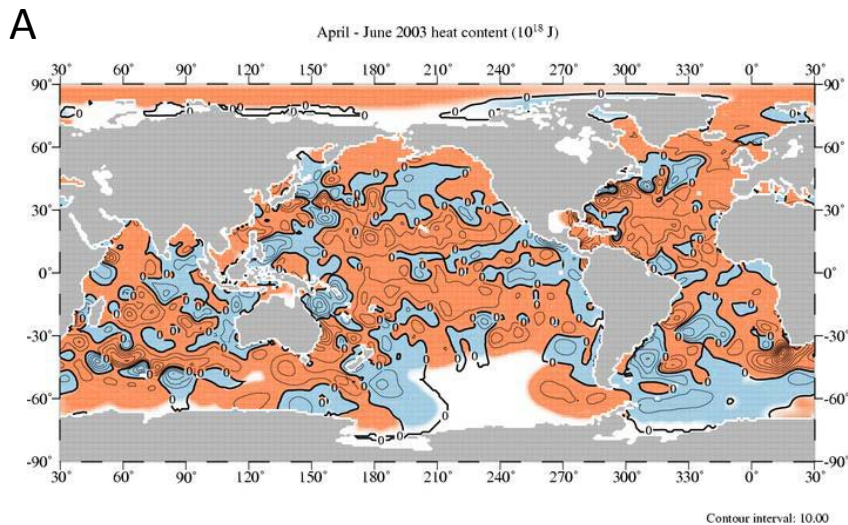 A
April - June 2003 heat content (10¹⁸ J)
30 60° 90° 120° 150° 180° 210° 240° 270° 300° 330° 0° 30°
90° 90°
60° 60°
30° 30°
0° 0°
-30° -30°
-60° -60°
-90° -90°
30 60° 90° 120° 150° 180° 210° 240° 270° 300° 330° 0° 30°
Contour interval: 10.00